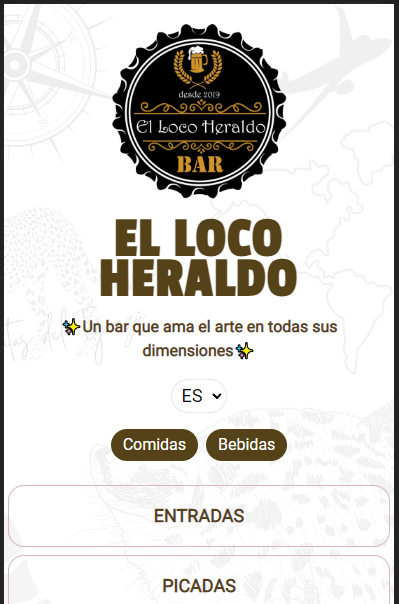 desde 2019
El Loco Heraldo
BAR
EL LOCO
HERALDO
✨Un bar que ama el arte en todas sus
dimensiones✨
ES
Comidas
Bebidas
ENTRADAS
PICADAS